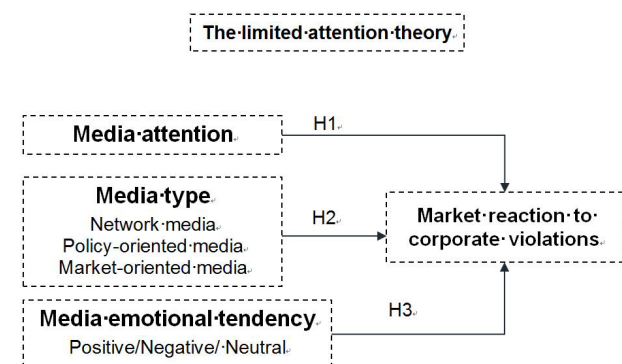 The limited attention theory
Media attention
H1
Media type
Network media
Policy-oriented media
Market-oriented media
H2
Market reaction to
corporate violations
Media emotional tendency
Positive/Negative/ Neutral
H3